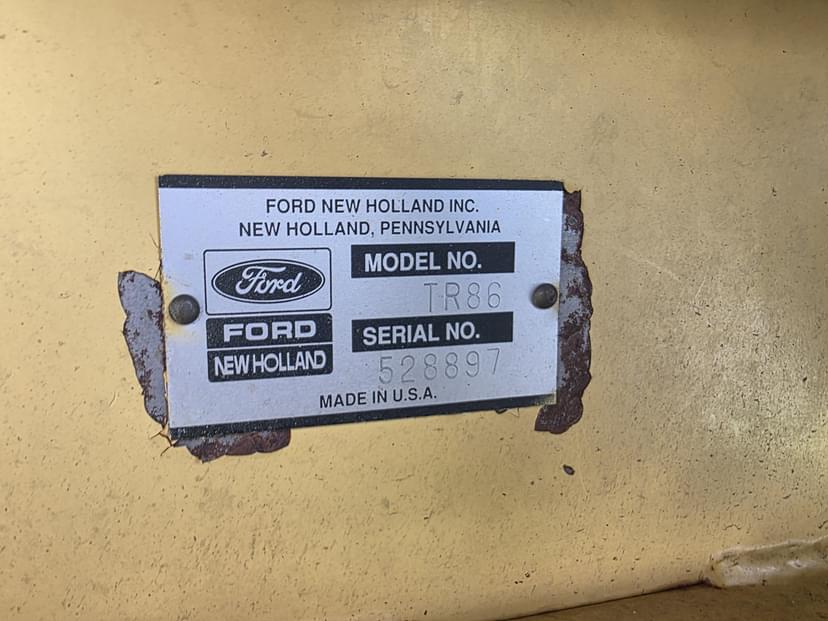 FORD NEW HOLLAND INC.
NEW HOLLAND, PENNSYLVANIA
Ford
FORD
NEW HOLLAND
MODEL NO.
TR86
SERIAL NO.
528897
MADE IN U.S.A.